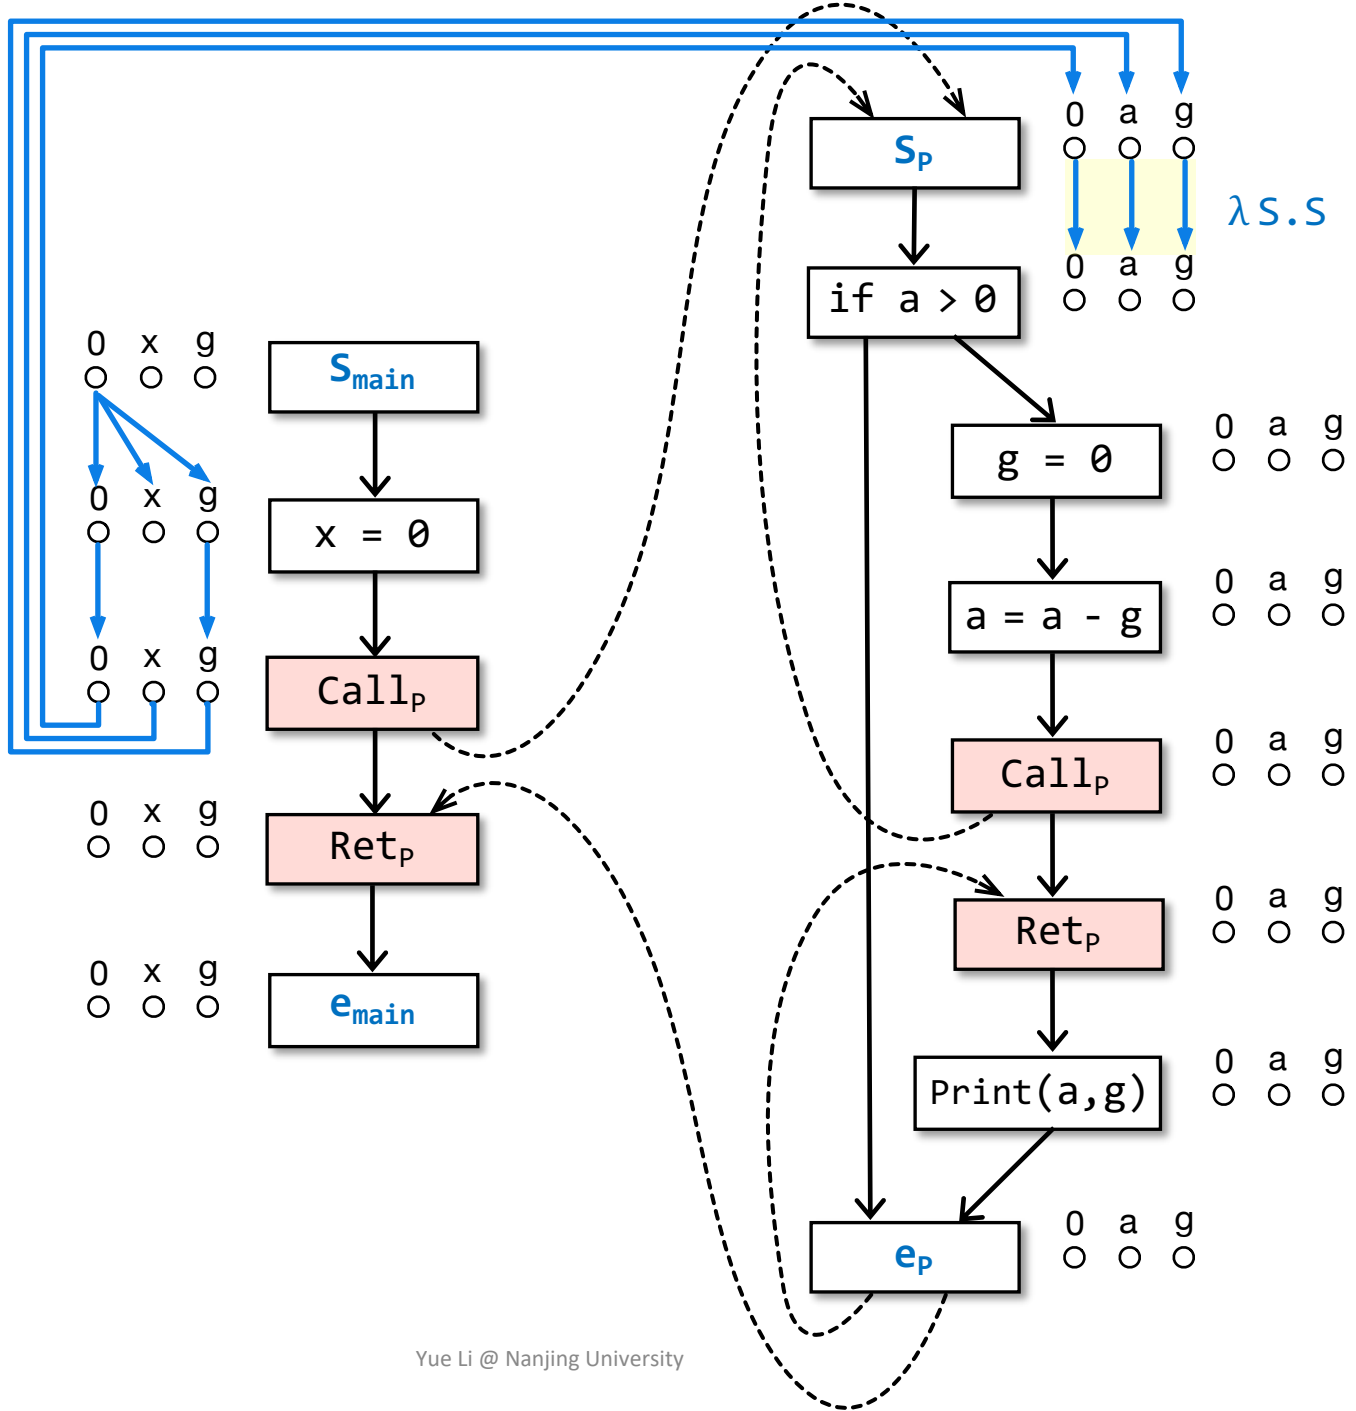 0 a g
S_P
λ S.S
0 a g
if a > 0
0 x g
S_main
0 a g
g = 0
0 x g
x = 0
0 a g
a = a - g
0 x g
Call_P
0 a g
Call_P
0 x g
Ret_P
0 a g
Ret_P
0 x g
e_main
0 a g
Print(a,g)
0 a g
e_P
Yue Li @ Nanjing University